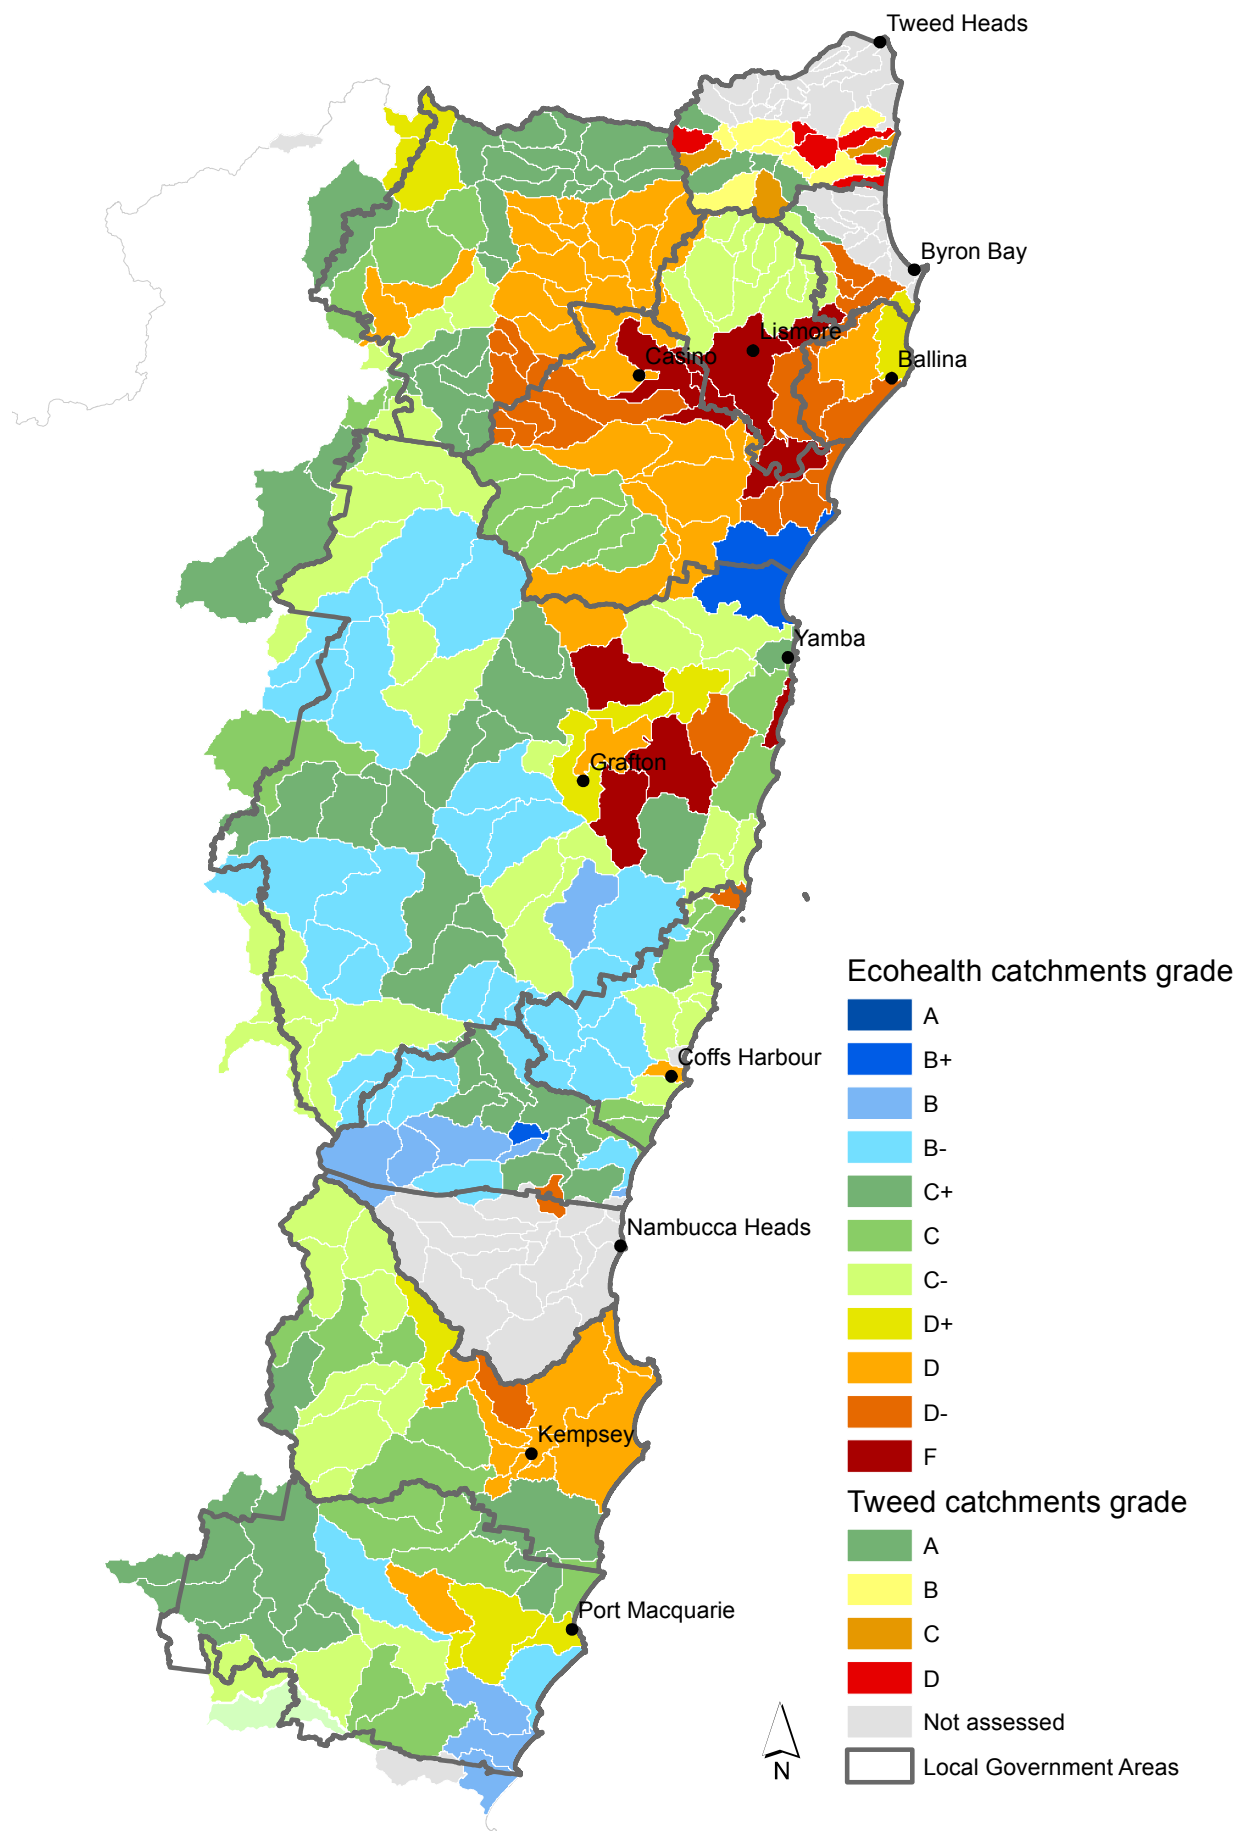 Tweed Heads
Byron Bay
Lismore
Casino
Ballina
Yamba
Grafton
Coffs Harbour
Nambucca Heads
Kempsey
Port Macquarie
Ecohealth catchments grade
A
B+
B
B-
C+
C
C-
D+
D
D-
F
Tweed catchments grade
A
B
C
D
Not assessed
Local Government Areas
N